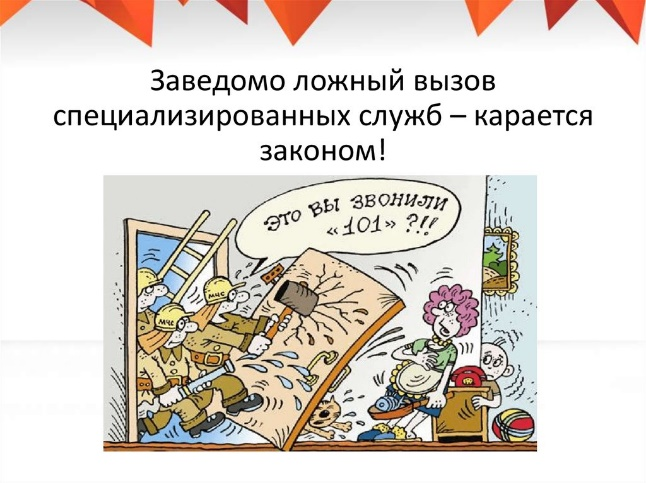 Заведомо ложный вызов
специализированных служб – карается
законом!
ЭТО ВЫ ЗВОНИЛИ
«101» ?!!
МЧС
МЧС